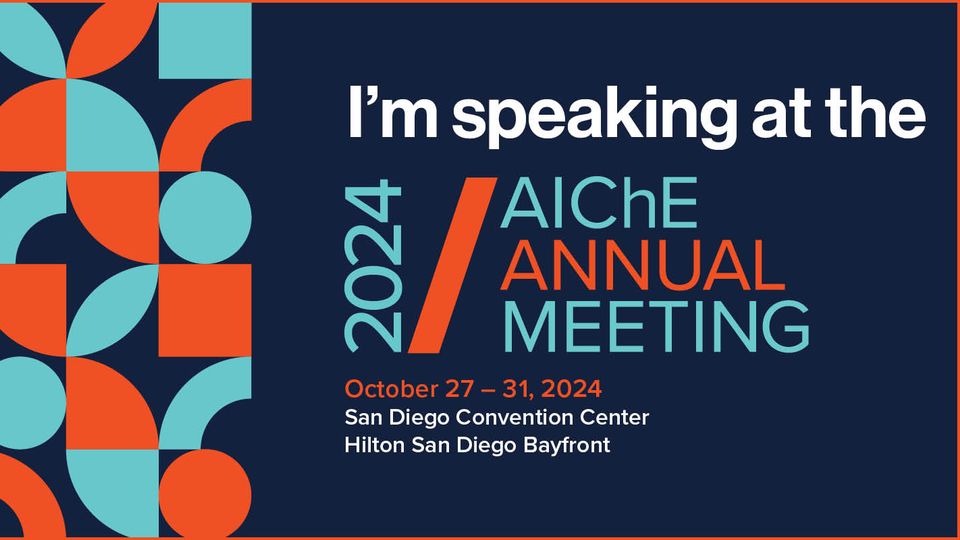 I’m speaking at the
2024
AIChE
ANNUAL
MEETING
October 27 – 31, 2024
San Diego Convention Center
Hilton San Diego Bayfront